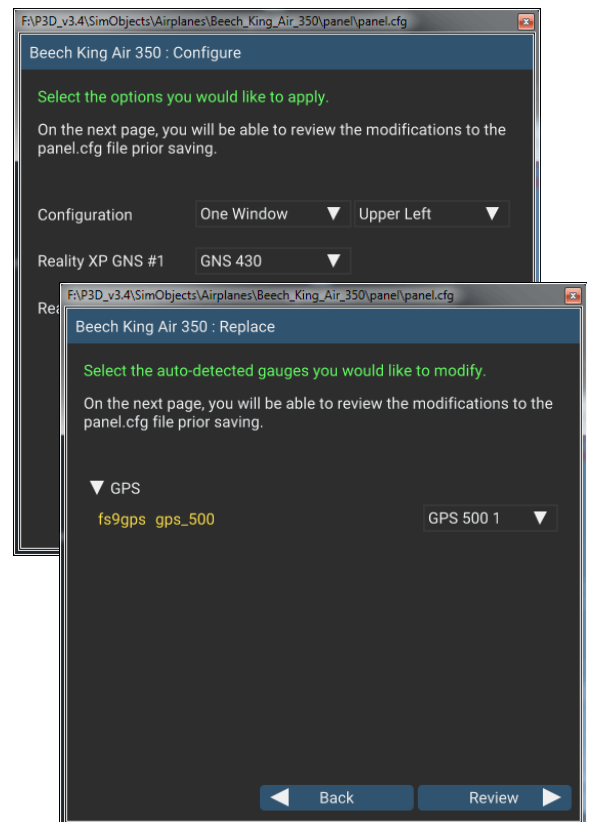 F:\P3D_v3.4\SimObjects\Airplanes\Beech_King_Air_350\panel\panel.cfg
Beech King Air 350 : Configure
Select the options you would like to apply.
On the next page, you will be able to review the modifications to the
panel.cfg file prior saving.
Configuration One Window Upper Left
Reality XP GNS #1 GNS 430
Rea
F:\P3D_v3.4\SimObjects\Airplanes\Beech_King_Air_350\panel\panel.cfg
Beech King Air 350 : Replace
Select the auto-detected gauges you would like to modify.
On the next page, you will be able to review the modifications to the
panel.cfg file prior saving.
GPS
fs9gps gps_500 GPS 500 1
Back Review